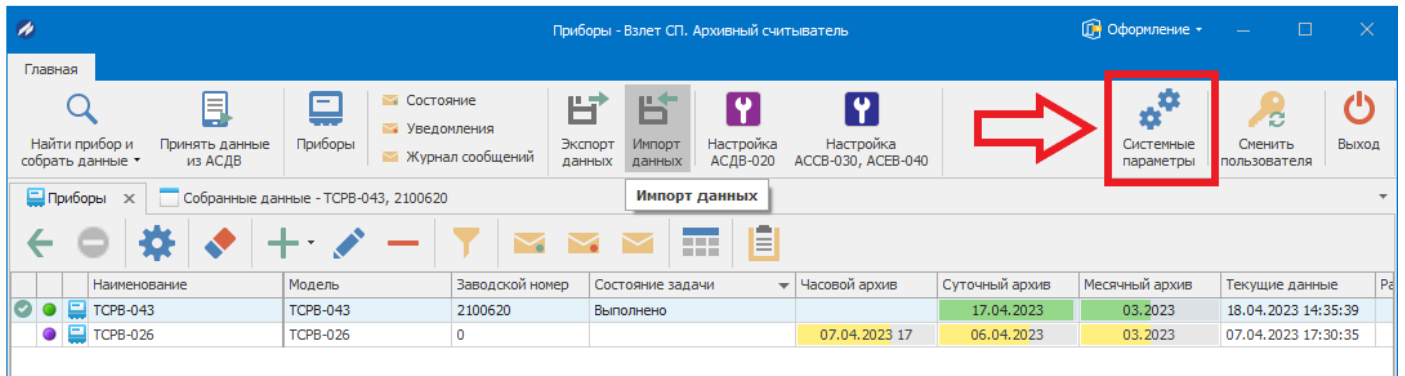 Приборы - Взлет СП. Архивный считыватель
Оформление
Главная
Найти прибор и
собрать данные
Принять данные
из АСДВ
Приборы
Состояние
Уведомления
Журнал сообщений
Экспорт
данных
Импорт
данных
Настройка
АСДВ-020
Настройка
АССВ-030, АСЕВ-040
Системные
параметры
Сменить
пользователя
Выход
Импорт данных
Приборы
Собранные данные - ТСРВ-043, 2100620
Наименование Модель Заводской номер Состояние задачи Часовой архив Суточный архив Месячный архив Текущие данные Ра
ТСРВ-043 ТСРВ-043 2100620 Выполнено 17.04.2023 03.2023 18.04.2023 14:35:39
ТСРВ-026 ТСРВ-026 0 07.04.2023 17 06.04.2023 03.2023 07.04.2023 17:30:35